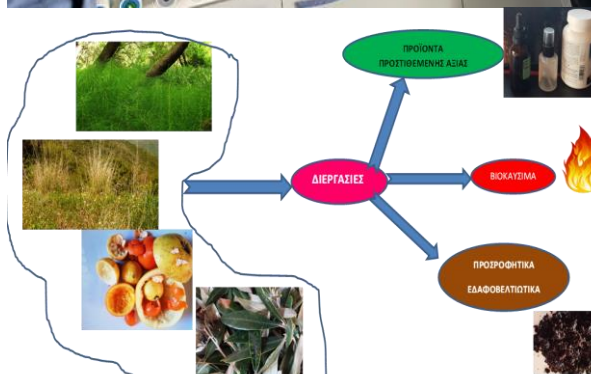 ΠΡΟΪΟΝΤΑ
ΠΡΟΣΤΙΘΕΜΕΝΗΣ ΑΞΙΑΣ
ΔΙΕΡΓΑΣΙΕΣ
ΒΙΟΚΑΥΣΙΜΑ
ΠΡΟΣΡΟΦΗΤΙΚΑ
ΕΔΑΦΟΒΕΛΤΙΩΤΙΚΑ